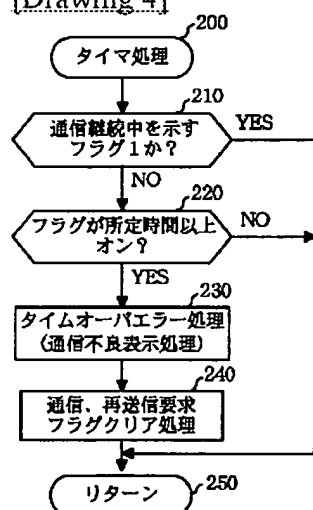 [Drawing 4]
200
タイマ処理
210
通信継続中を示す
フラグ1か?
YES
NO
220
フラグが所定時間以上
オン?
NO
YES
230
タイムオーバエラー処理
(通信不良表示処理)
240
通信、再送信要求
フラグクリア処理
リターン
250